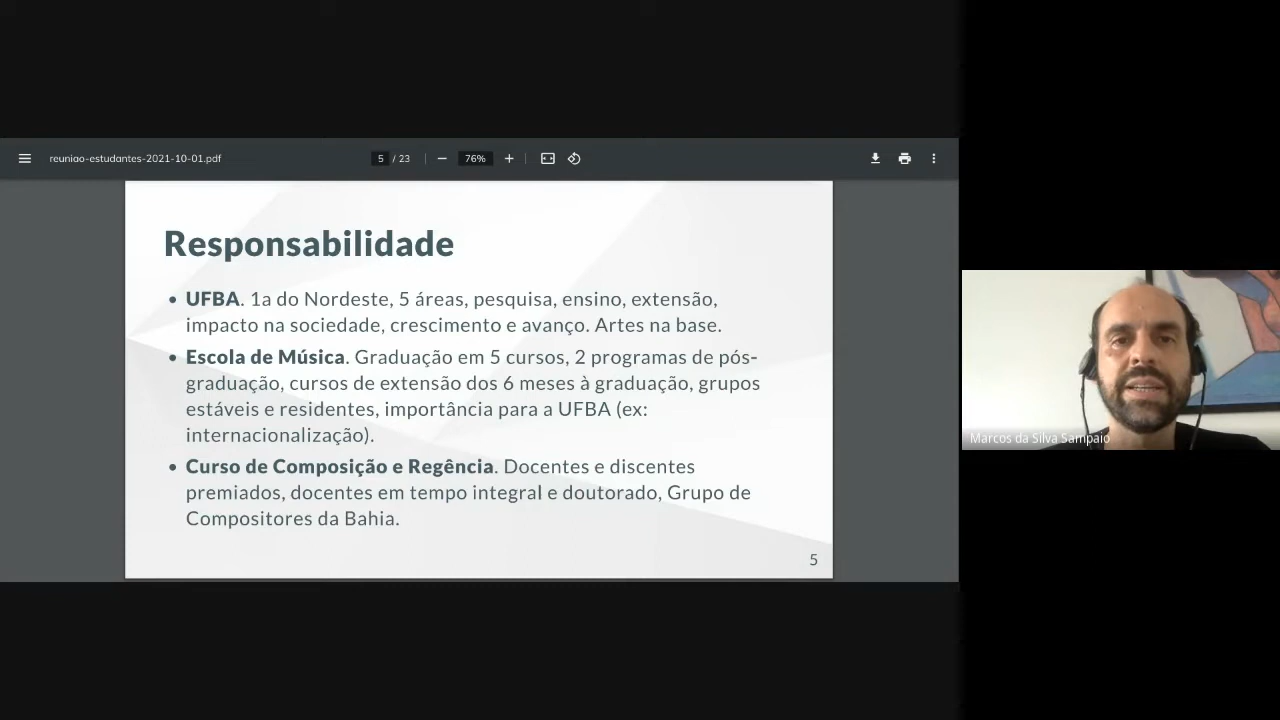 reuniao-estudantes-2021-10-01.pdf
5 / 23
76%
Responsabilidade
• UFBA. 1a do Nordeste, 5 áreas, pesquisa, ensino, extensão,
impacto na sociedade, crescimento e avanço. Artes na base.
• Escola de Música. Graduação em 5 cursos, 2 programas de pós-
graduação, cursos de extensão dos 6 meses à graduação, grupos
estáveis e residentes, importância para a UFBA (ex:
internacionalização).
• Curso de Composição e Regência. Docentes e discentes
premiados, docentes em tempo integral e doutorado, Grupo de
Compositores da Bahia.
5
Marcos da Silva Sampaio